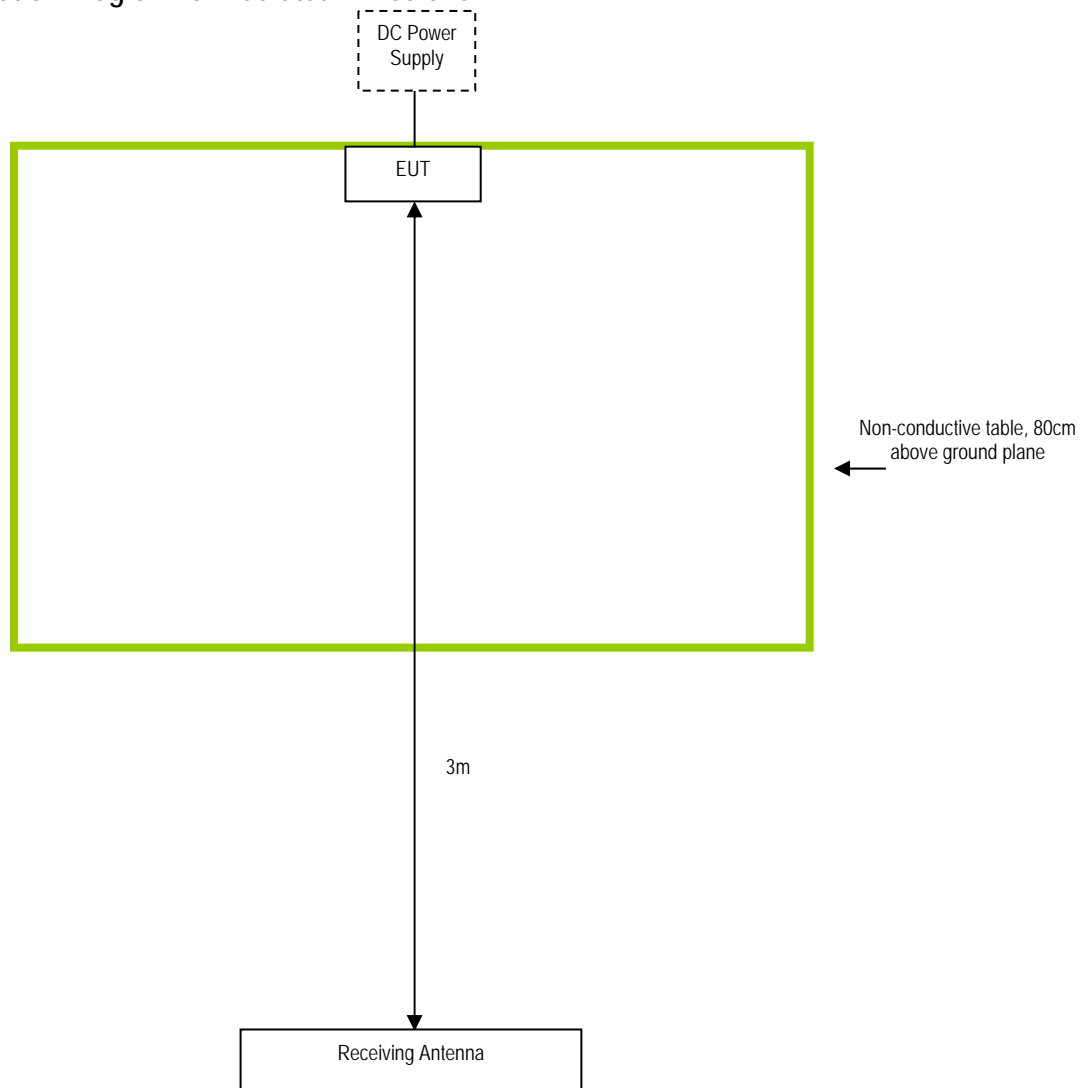 DC Power
Supply
EUT
Non-conductive table, 80cm
above ground plane
3m
Receiving Antenna